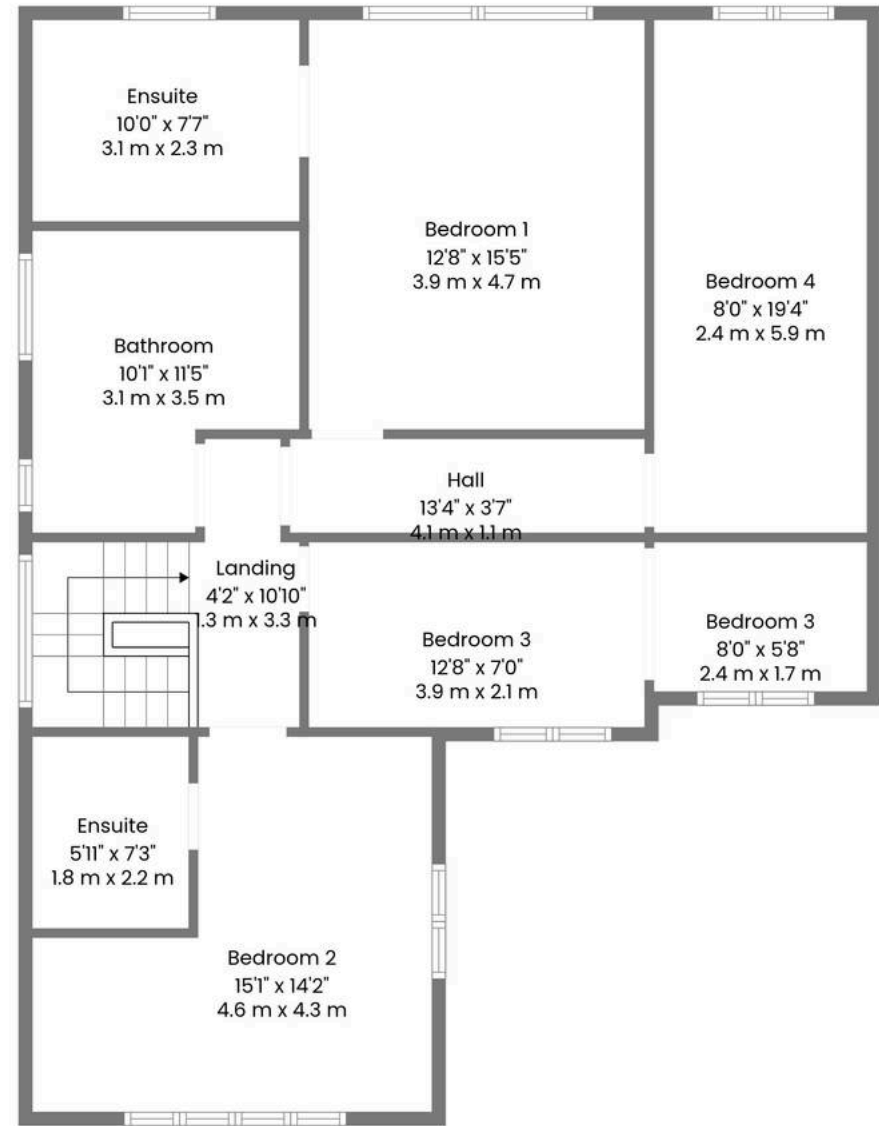 Ensuite
10'0" x 7'7"
3.1 m x 2.3 m
Bedroom 1
12'8" x 15'5"
3.9 m x 4.7 m
Bedroom 4
8'0" x 19'4"
2.4 m x 5.9 m
Bathroom
10'1" x 11'5"
3.1 m x 3.5 m
Hall
13'4" x 3'7"
4.1 m x 1.1 m
Landing
4'2" x 10'10"
1.3 m x 3.3 m
Bedroom 3
12'8" x 7'0"
3.9 m x 2.1 m
Bedroom 3
8'0" x 5'8"
2.4 m x 1.7 m
Ensuite
5'11" x 7'3"
1.8 m x 2.2 m
Bedroom 2
15'1" x 14'2"
4.6 m x 4.3 m